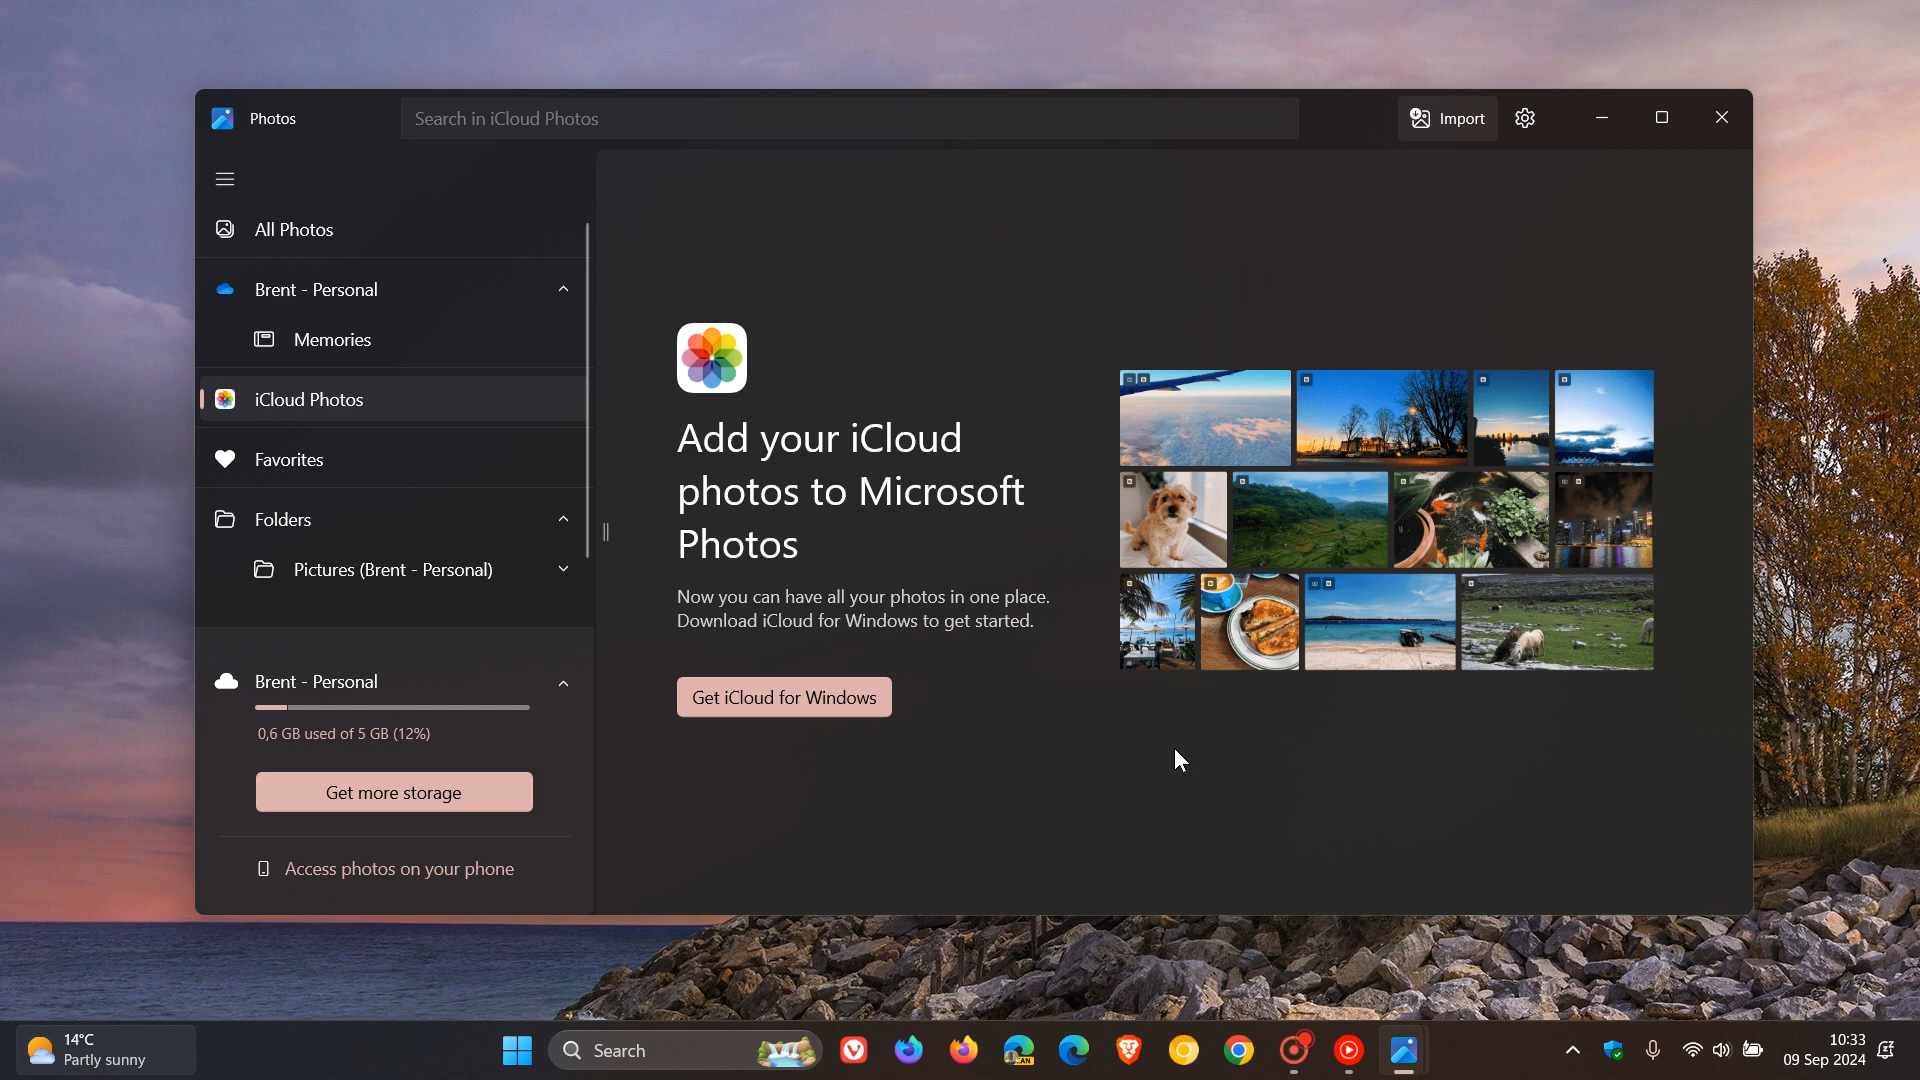 Photos
Search in iCloud Photos
Import
All Photos
Brent - Personal
Memories
iCloud Photos
Favorites
Folders
Pictures (Brent - Personal)
Brent - Personal
0,6 GB used of 5 GB (12%)
Get more storage
Access photos on your phone
Add your iCloud
photos to Microsoft
Photos
Now you can have all your photos in one place.
Download iCloud for Windows to get started.
Get iCloud for Windows
14°C
Partly sunny
Search
CAN
10:33
09 Sep 2024